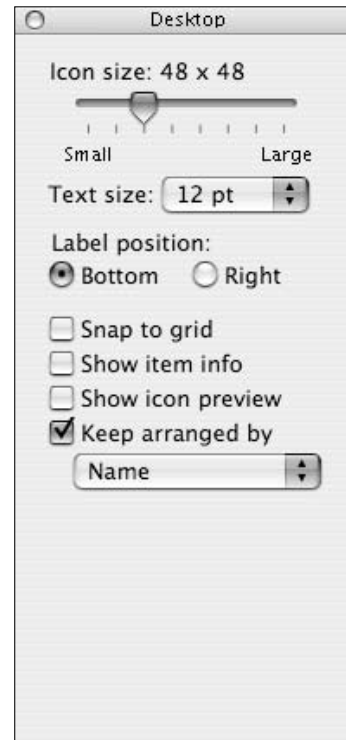 Desktop
Icon size: 48 x 48
Small Large
Text size: 12 pt
Label position:
Bottom Right
Snap to grid
Show item info
Show icon preview
Keep arranged by
Name